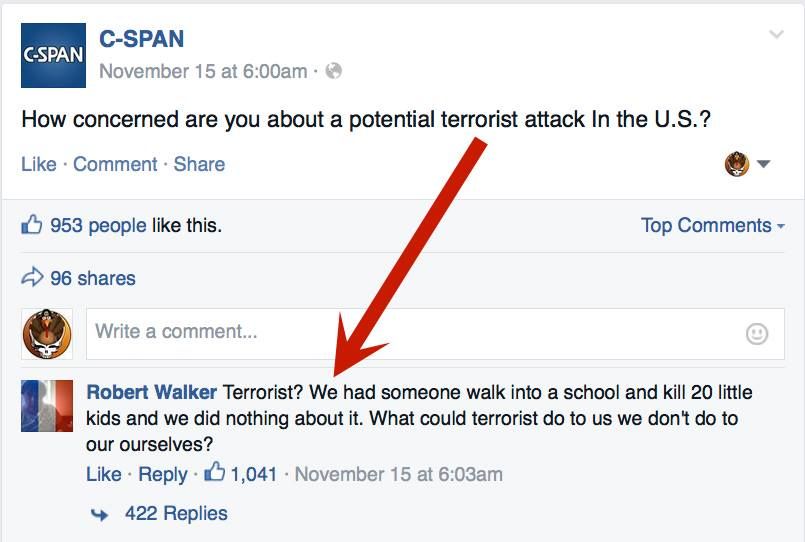 C-SPAN
C-SPAN
November 15 at 6:00am ·
How concerned are you about a potential terrorist attack In the U.S.?
Like · Comment · Share
953 people like this.
Top Comments
96 shares
Write a comment...
Robert Walker Terrorist? We had someone walk into a school and kill 20 little
kids and we did nothing about it. What could terrorist do to us we don't do to
our ourselves?
Like · Reply · 1,041 · November 15 at 6:03am
422 Replies